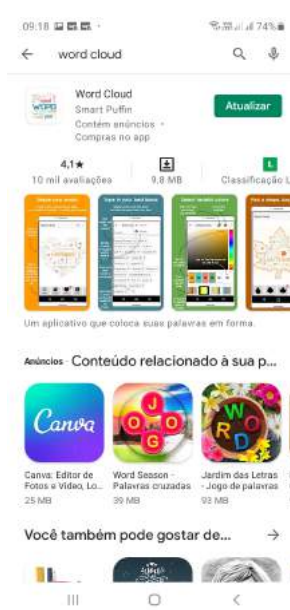 09:18
74%
word cloud
Word Cloud
Smart Puffin
Contém anúncios ·
Compras no app
Atualizar
4,1★
10 mil avaliações
9,8 MB
L
Classificação L
Um aplicativo que coloca suas palavras em forma
Anúncios · Conteúdo relacionado à sua p...
Canva
JOGO
WORD
Canva: Editor de
Fotos e Vídeo, Lo...
25 MB
Word Season -
Palavras cruzadas
39 MB
Jardim das Letras
- Jogo de palavras
93 MB
Você também pode gostar de...